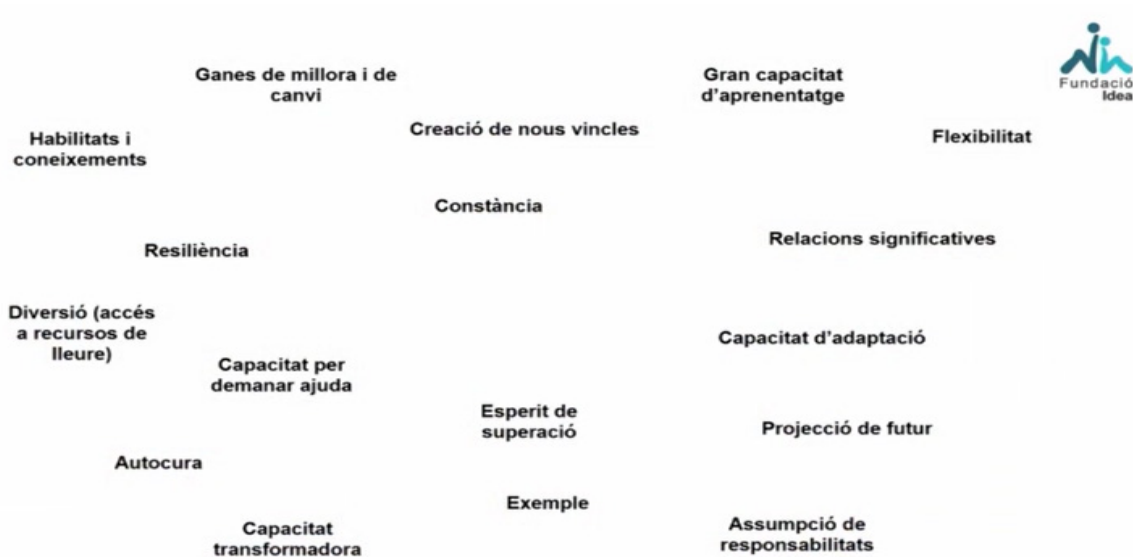 Ganes de millora i de
canvi
Gran capacitat
d'aprenentatge
Fundació
Idea
Habilitats i
coneixements
Creació de nous vincles
Flexibilitat
Constància
Resiliència
Relacions significatives
Diversió (accés
a recursos de
lleure)
Capacitat d'adaptació
Capacitat per
demanar ajuda
Esperit de
superació
Projecció de futur
Autocura
Exemple
Capacitat
transformadora
Assumpció de
responsabilitats